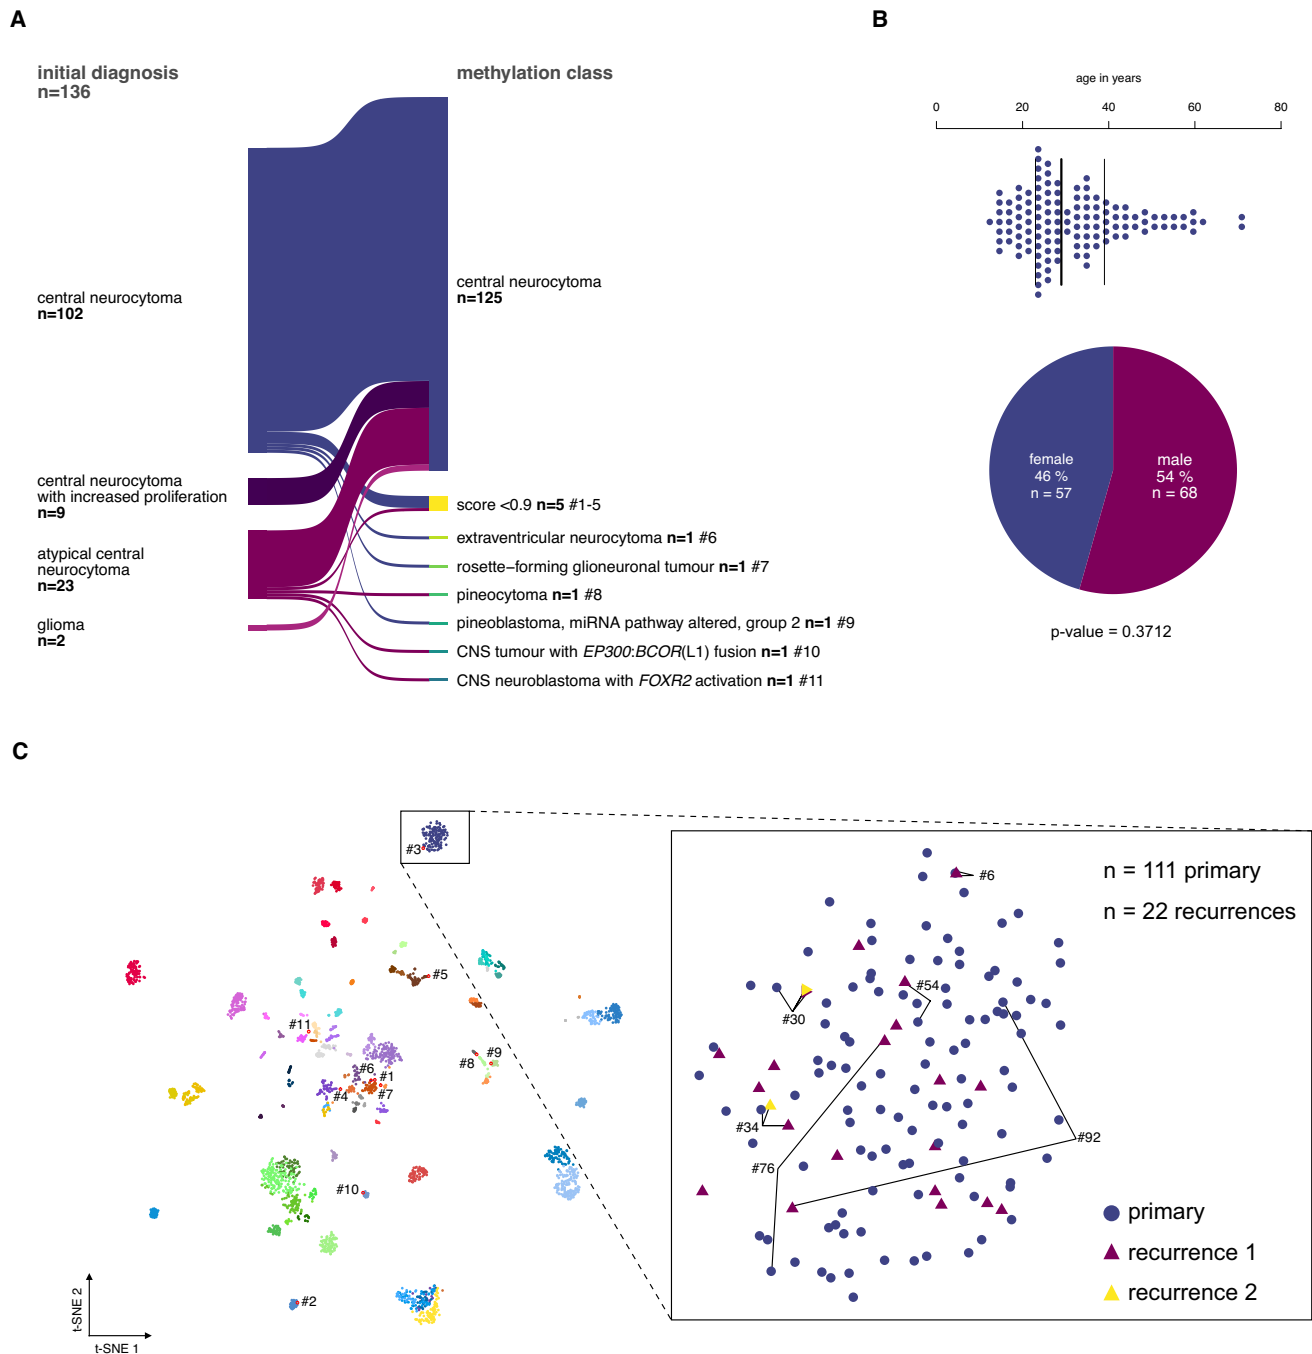 A
initial diagnosis
n=136
methylation class
central neurocytoma
n=102
central neurocytoma
with increased proliferation
n=9
atypical central
neurocytoma
n=23
glioma
n=2
central neurocytoma
n=125
score <0.9 n=5 #1-5
extraventricular neurocytoma n=1 #6
rosette-forming glioneuronal tumour n=1 #7
pineocytoma n=1 #8
pineoblastoma, miRNA pathway altered, group 2 n=1 #9
CNS tumour with EP300:BCOR(L1) fusion n=1 #10
CNS neuroblastoma with FOXR2 activation n=1 #11
B
age in years
0 20 40 60 80
female
46 %
n = 57
male
54 %
n = 68
p-value = 0.3712
C
#3
#5
#11
#6
#1
#4
#7
#8
#9
#10
#2
t-SNE 2
t-SNE 1
n = 111 primary
n = 22 recurrences
#6
#54
#30
#34
#76
#92
primary
recurrence 1
recurrence 2